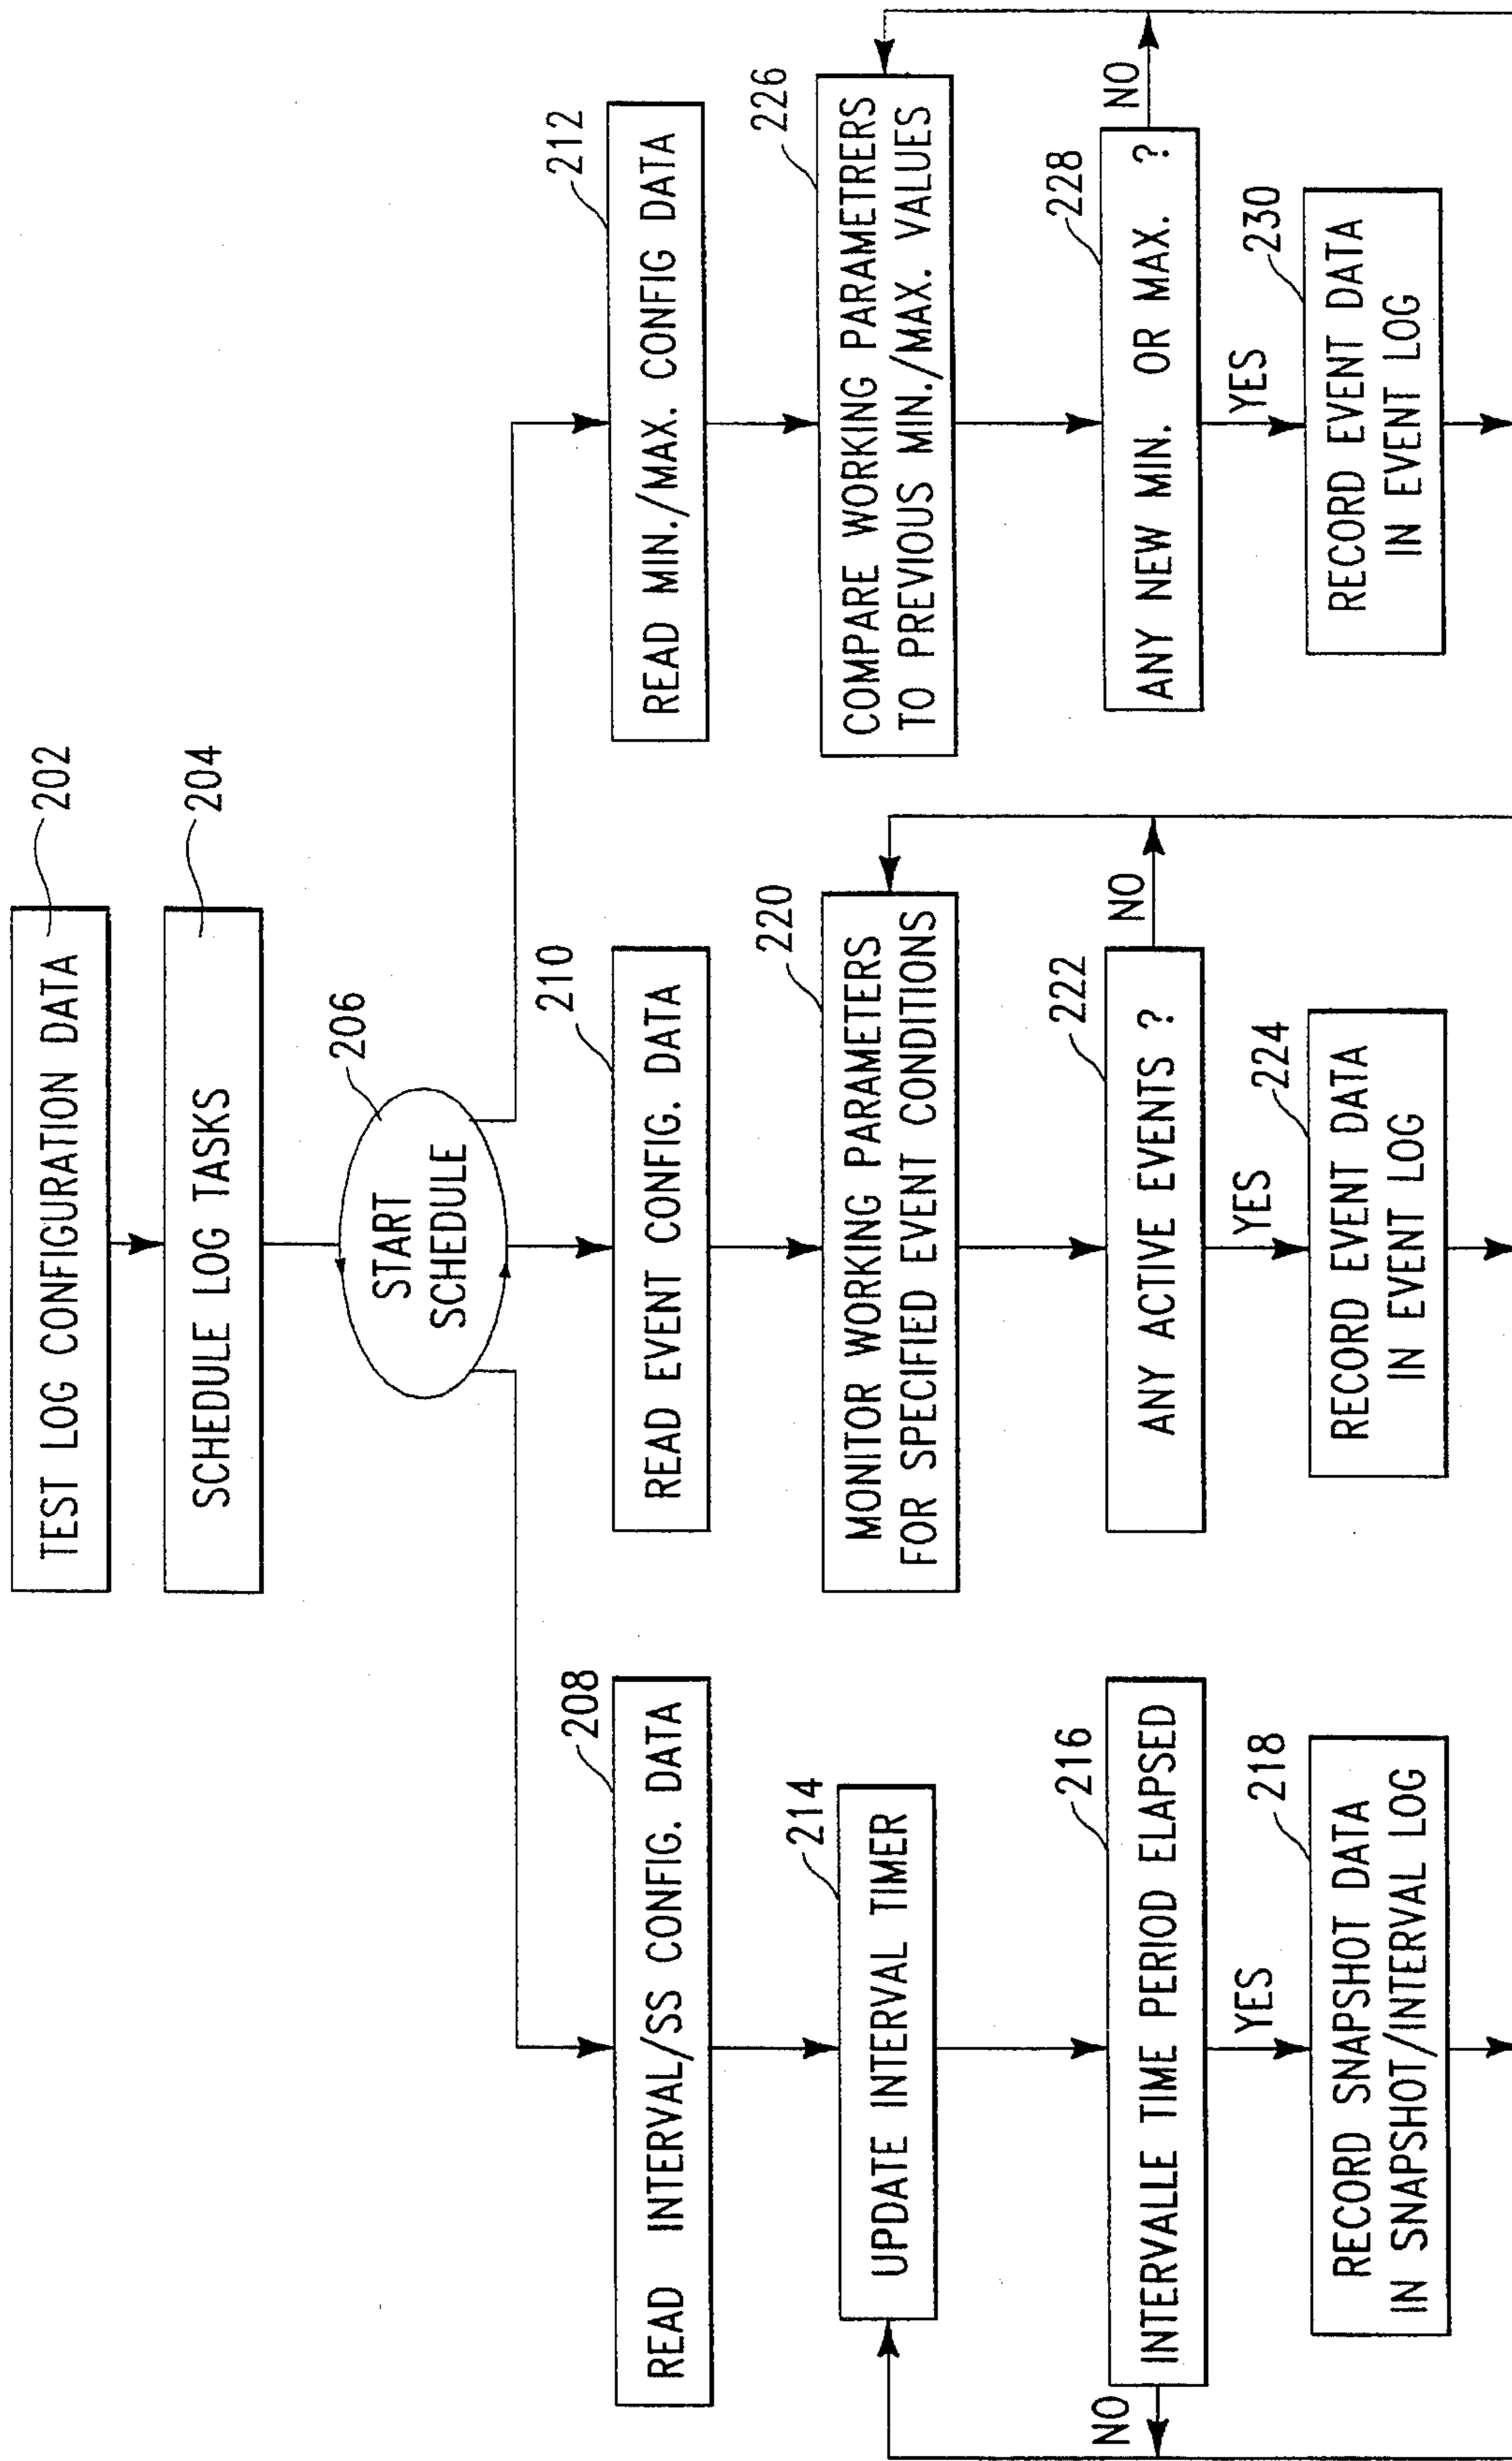 TEST LOG CONFIGURATION DATA
202
SCHEDULE LOG TASKS
204
START
SCHEDULE
206
READ INTERVAL/SS CONFIG. DATA
208
UPDATE INTERVAL TIMER
214
INTERVALLE TIME PERIOD ELAPSED
216
NO
YES
RECORD SNAPSHOT DATA
IN SNAPSHOT/INTERVAL LOG
218
READ EVENT CONFIG. DATA
210
MONITOR WORKING PARAMETERS
FOR SPECIFIED EVENT CONDITIONS
220
ANY ACTIVE EVENTS ?
222
NO
YES
RECORD EVENT DATA
IN EVENT LOG
224
READ MIN./MAX. CONFIG DATA
212
COMPARE WORKING PARAMETRERS
TO PREVIOUS MIN./MAX. VALUES
226
ANY NEW MIN. OR MAX. ?
228
NO
YES
RECORD EVENT DATA
IN EVENT LOG
230